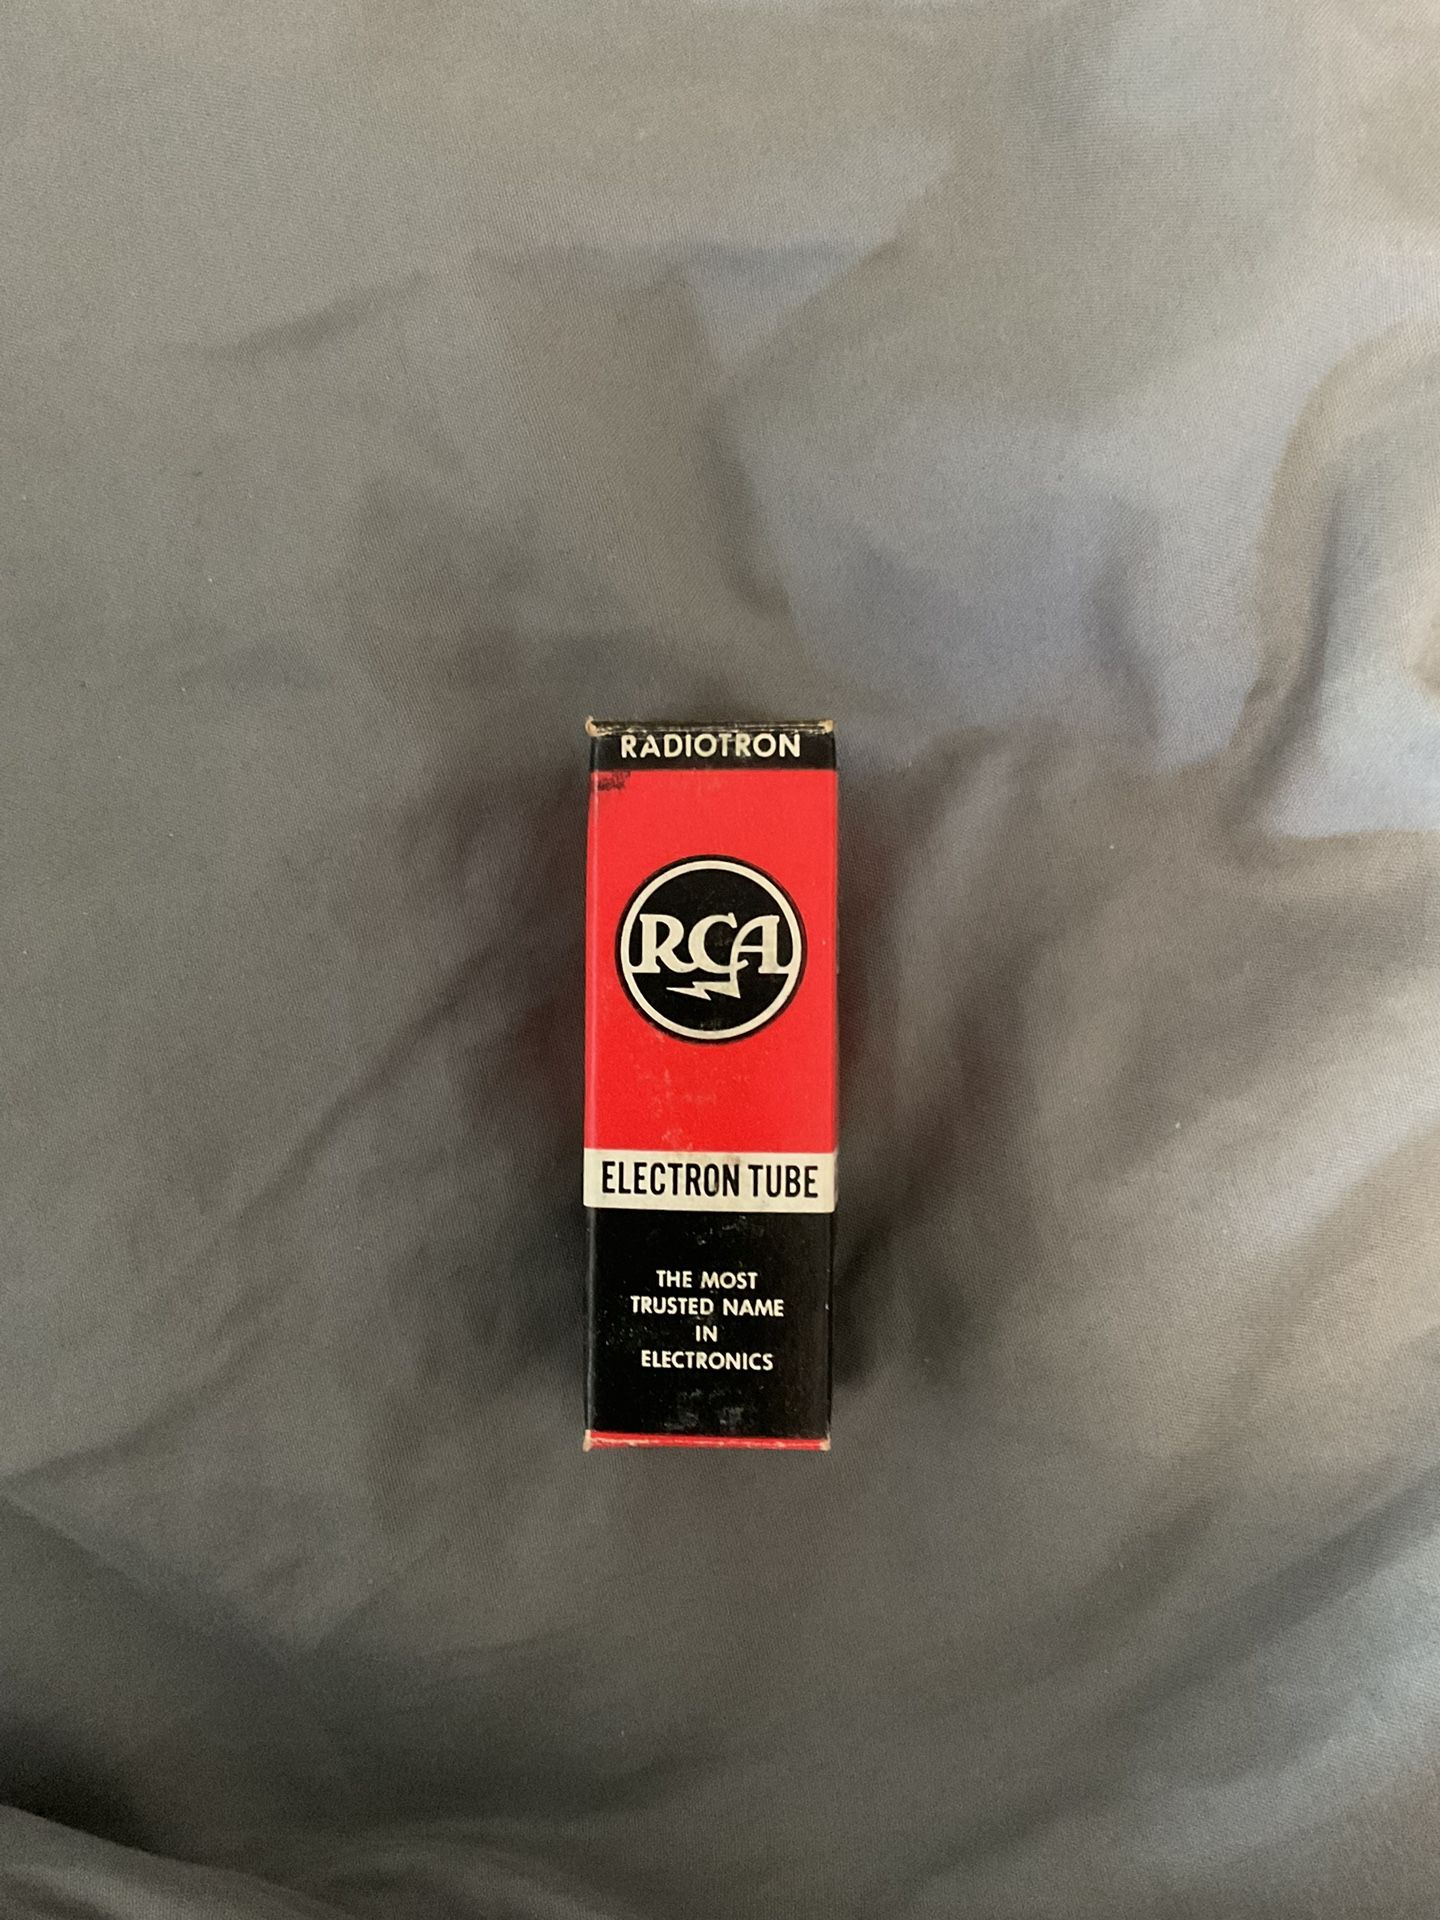 RADIOTRON
RCA
ELECTRON TUBE
THE MOST
TRUSTED NAME
IN
ELECTRONICS